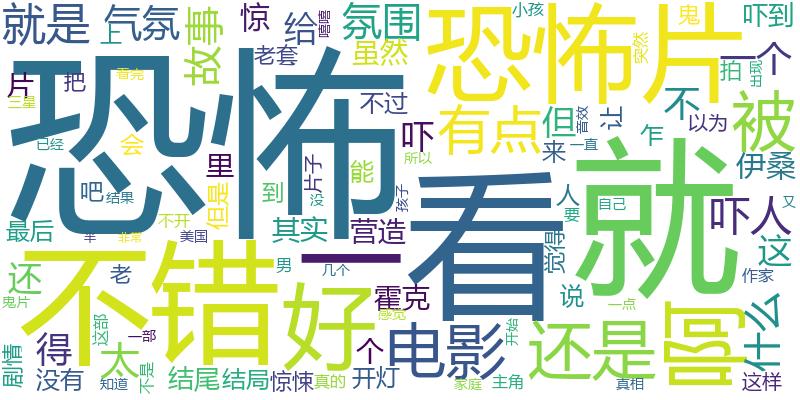 就是
气氛
上
故事
惊
给
嘻嘻
氛围
小孩
鬼
吓到
恐怖
恐怖片
老套
虽然
突然
拍
一个
出现
片
把
看完
三星
不过
有点
但
音效
让
不
被
已经
会
里
吓
来
乍
以为
一直
吧
结果
但是
到
没
片子
能
所以
看
就
人
伊桑
要
自己
吓人
又
最后
不开
孩子
其实
营造
一
觉得
这
车
非常
美国
不错
好
还
老
男
几个
霍克
说
作家
鬼片
这部
一部
感觉
一点
什么
剧情
得
太
个
电影
开始
还是
啊
没有
知道
不是
结尾
结局
惊悚
真的
开灯
家庭
主角
真相
这样